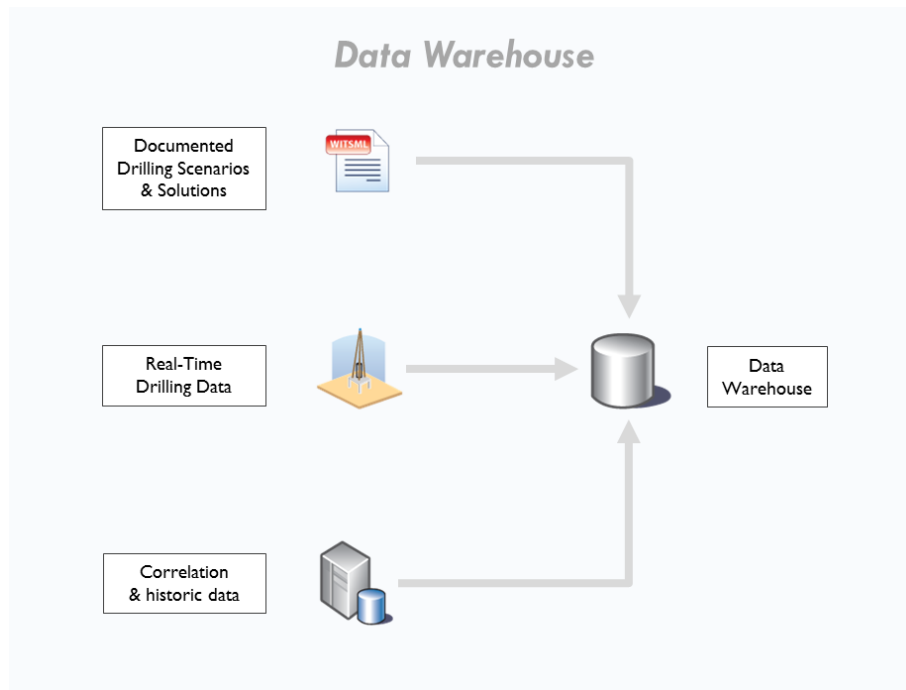 Data Warehouse
Documented
Drilling Scenarios
& Solutions
WITSML
Real-Time
Drilling Data
Data
Warehouse
Correlation
& historic data